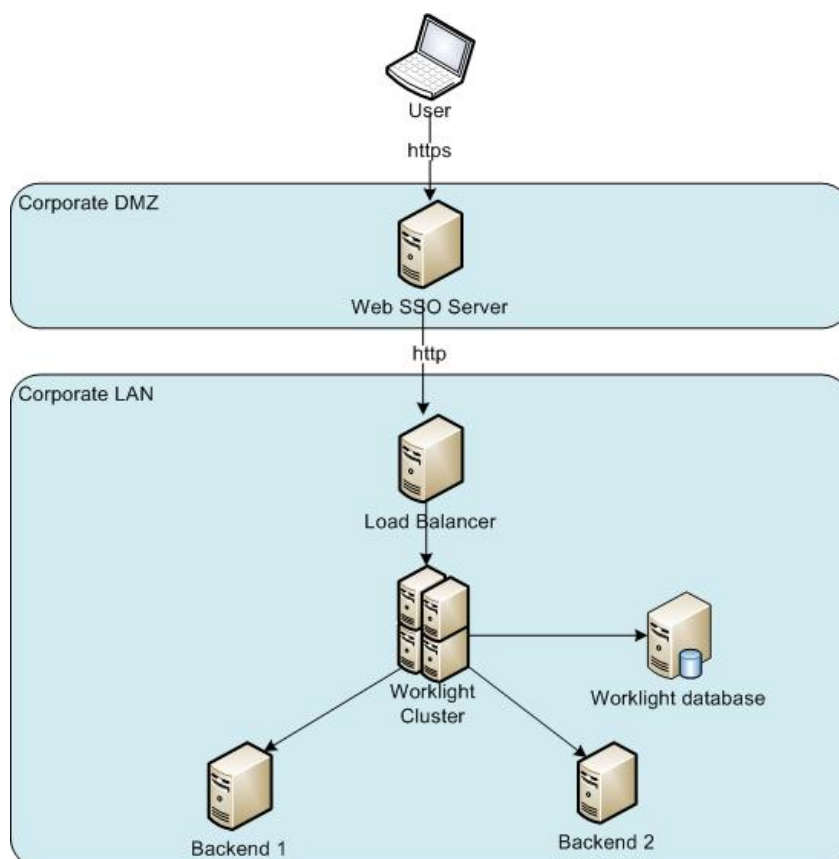 User
https
Corporate DMZ
Web SSO Server
http
Corporate LAN
Load Balancer
Worklight
Cluster
Worklight database
Backend 1
Backend 2